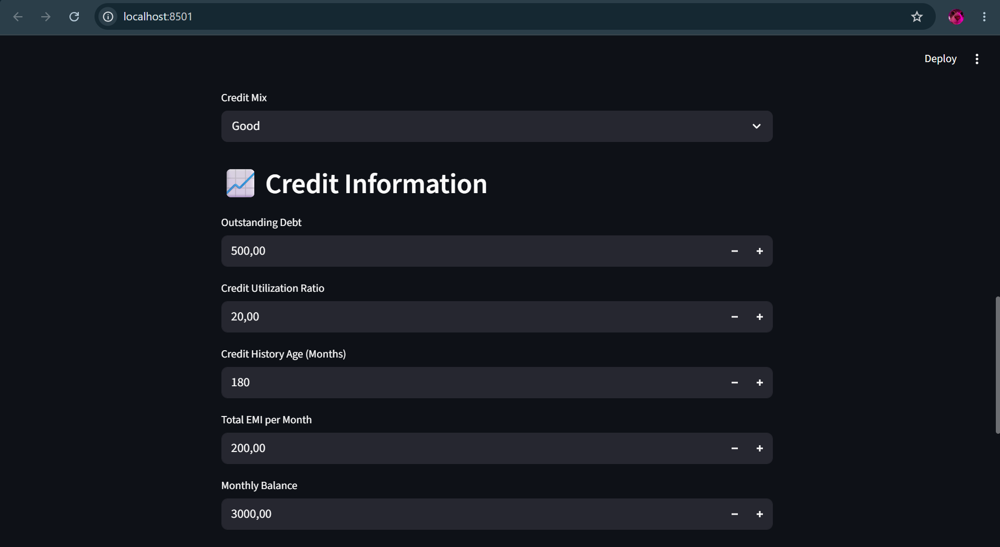 localhost:8501
Deploy
Credit Mix
Good
Credit Information
Outstanding Debt
500,00
Credit Utilization Ratio
20,00
Credit History Age (Months)
180
Total EMI per Month
200,00
Monthly Balance
3000,00